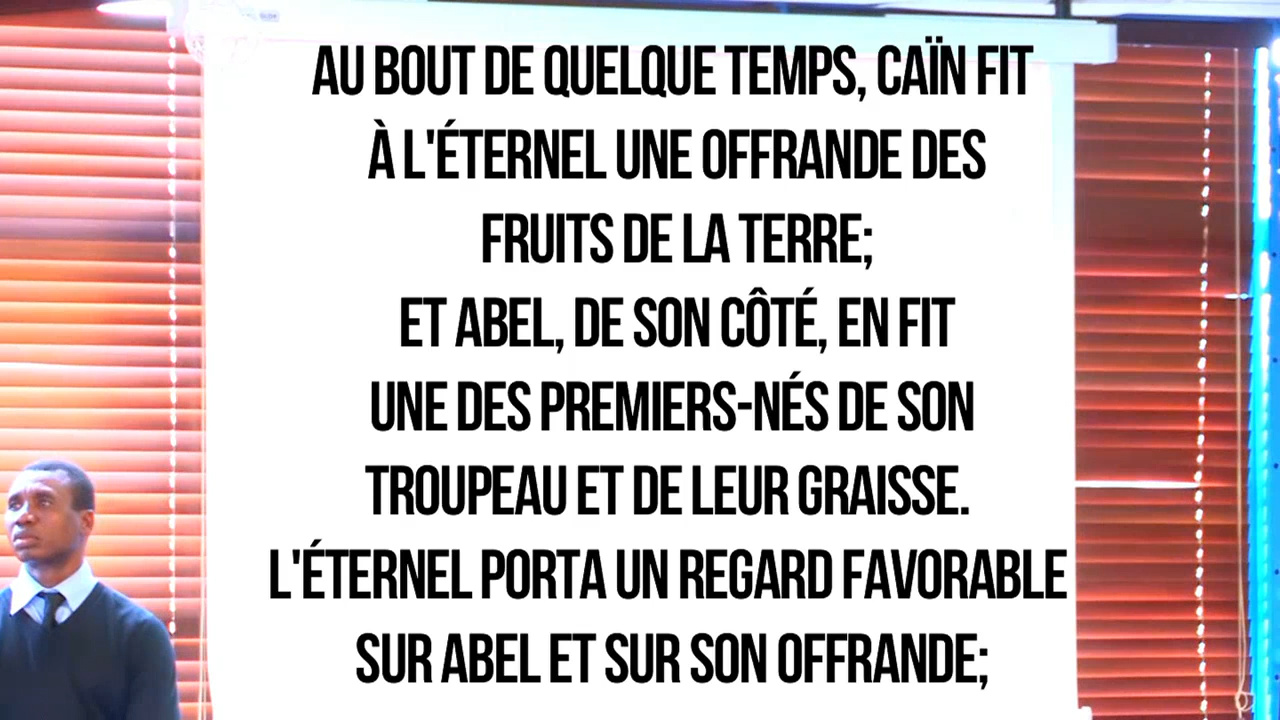 AU BOUT DE QUELQUE TEMPS, CAÏN FIT
À L'ÉTERNEL UNE OFFRANDE DES
FRUITS DE LA TERRE;
ET ABEL, DE SON CÔTÉ, EN FIT
UNE DES PREMIERS-NÉS DE SON
TROUPEAU ET DE LEUR GRAISSE.
L'ÉTERNEL PORTA UN REGARD FAVORABLE
SUR ABEL ET SUR SON OFFRANDE;